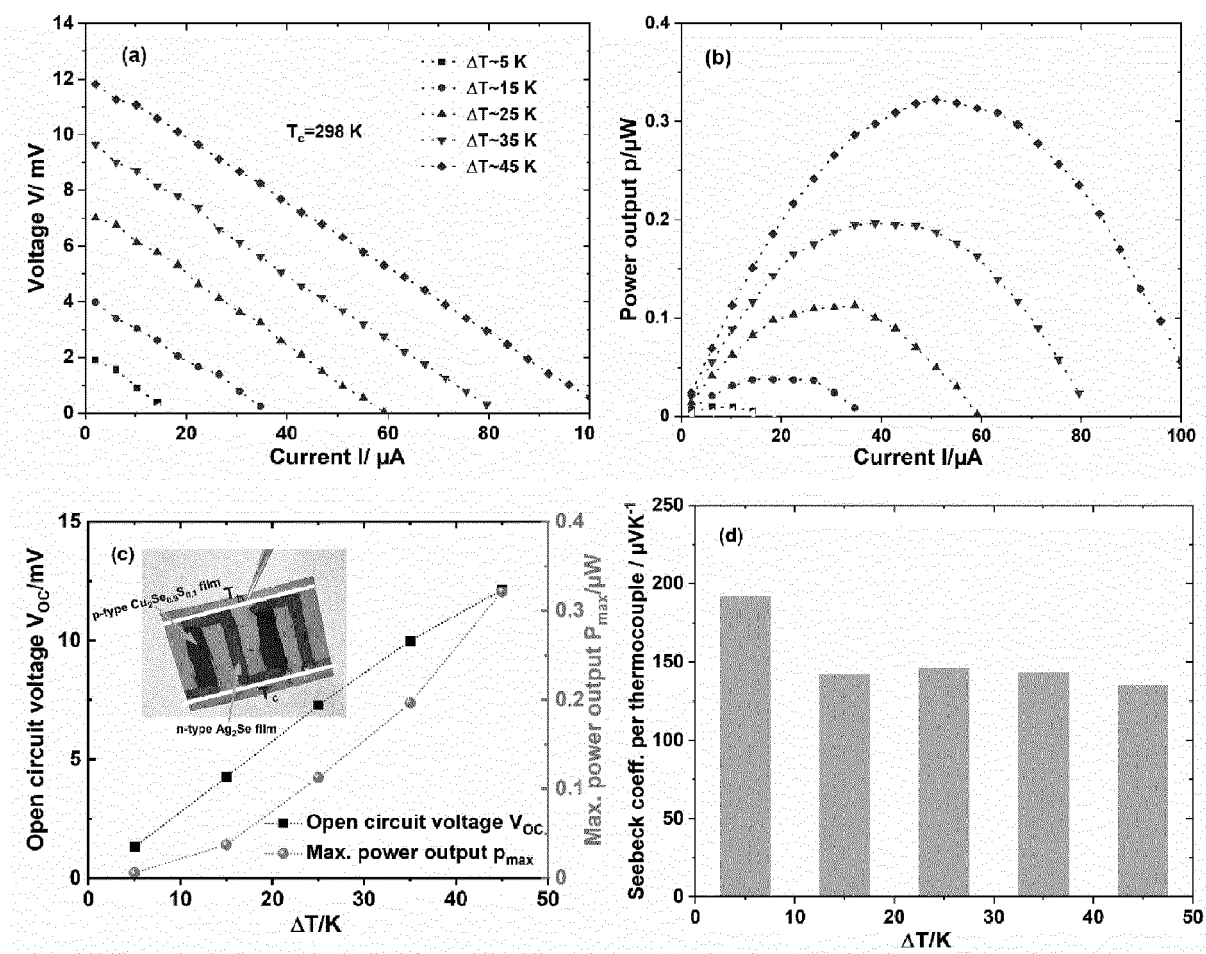 14
12
10
8
6
4
2
0
Voltage V/ mV
(a)
ΔT~5 K
ΔT~15 K
ΔT~25 K
ΔT~35 K
ΔT~45 K
T_c=298 K
0 20 40 60 80 100
Current I/ µA
0.4
0.3
0.2
0.1
0.0
Power output p/µW
(b)
0 20 40 60 80 100
Current I/µA
15
10
5
0
Open circuit voltage V_OC/mV
(c)
p-type Cu₂Se₀.₉S₀.₁ film
T_h
T_c
n-type Ag₂Se film
Open circuit voltage V_OC
Max. power output p_max
0.4
0.3
0.2
0.1
0
Max. power output P_max/µW
0 10 20 30 40 50
ΔT/K
250
200
150
100
50
0
Seebeck coeff. per thermocouple / µVK⁻¹
(d)
0 10 20 30 40 50
ΔT/K